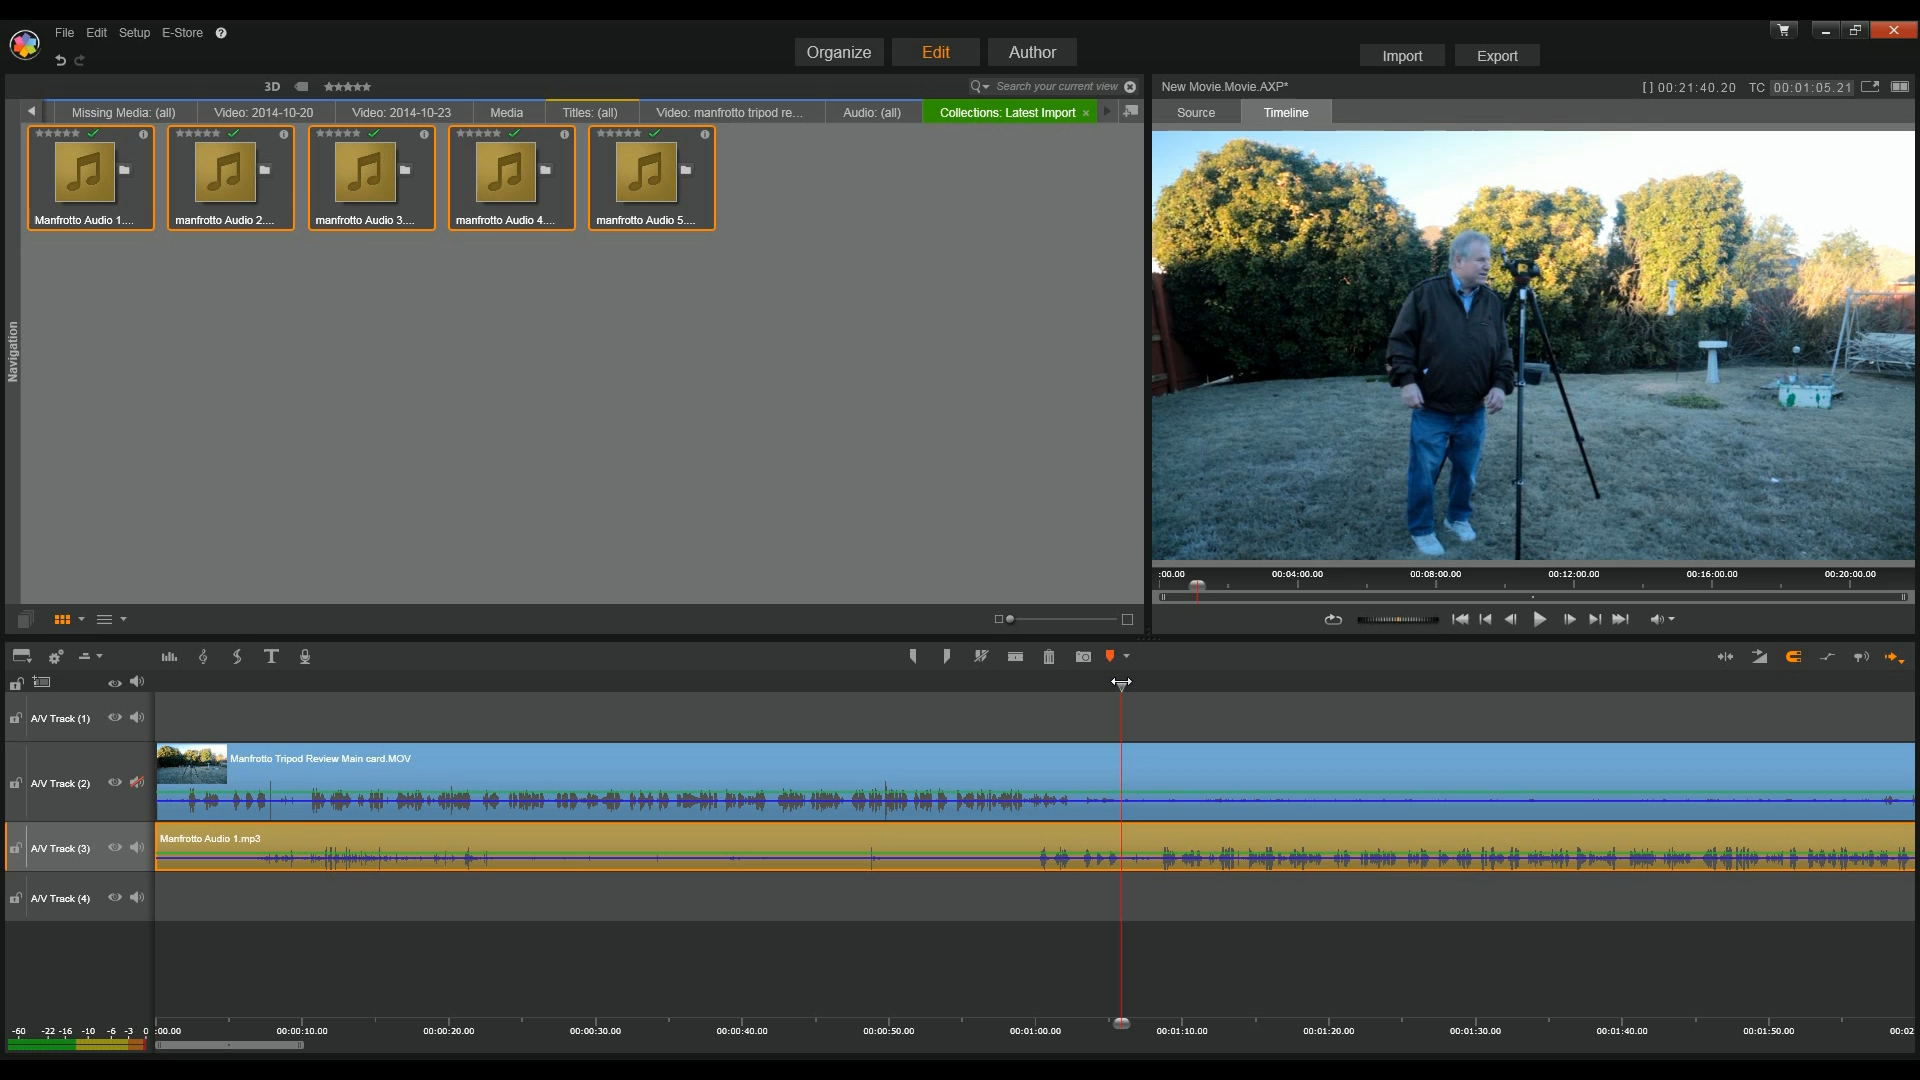 File Edit Setup E-Store ?
Organize Edit Author
Import Export
3D
Search your current view
New Movie.Movie.AXP*
[ ] 00:21:40.20 TC 00:01:05.21
Missing Media: (all)
Video: 2014-10-20
Video: 2014-10-23
Media
Titles: (all)
Video: manfrotto tripod re...
Audio: (all)
Collections: Latest Import ×
Source Timeline
Manfrotto Audio 1....
manfrotto Audio 2....
manfrotto Audio 3....
manfrotto Audio 4....
manfrotto Audio 5....
Navigation
:00.00 00:04:00.00 00:08:00.00 00:12:00.00 00:16:00.00 00:20:00.00
A/V Track (1)
A/V Track (2)
Manfrotto Tripod Review Main card.MOV
A/V Track (3)
Manfrotto Audio 1.mp3
A/V Track (4)
-60 -22 -16 -10 -6 -3 0
:00.00 00:00:10.00 00:00:20.00 00:00:30.00 00:00:40.00 00:00:50.00 00:01:00.00 00:01:10.00 00:01:20.00 00:01:30.00 00:01:40.00 00:01:50.00 00:02